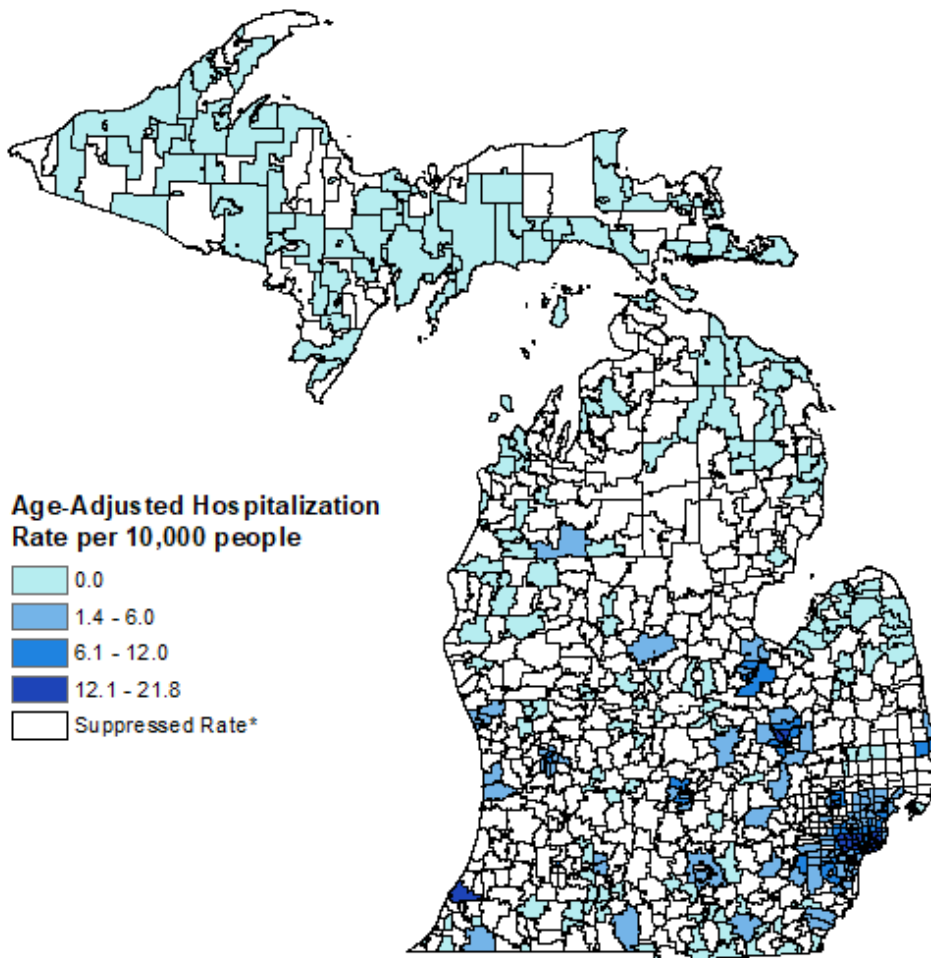 Age-Adjusted Hospitalization
Rate per 10,000 people
0.0
1.4 - 6.0
6.1 - 12.0
12.1 - 21.8
Suppressed Rate*